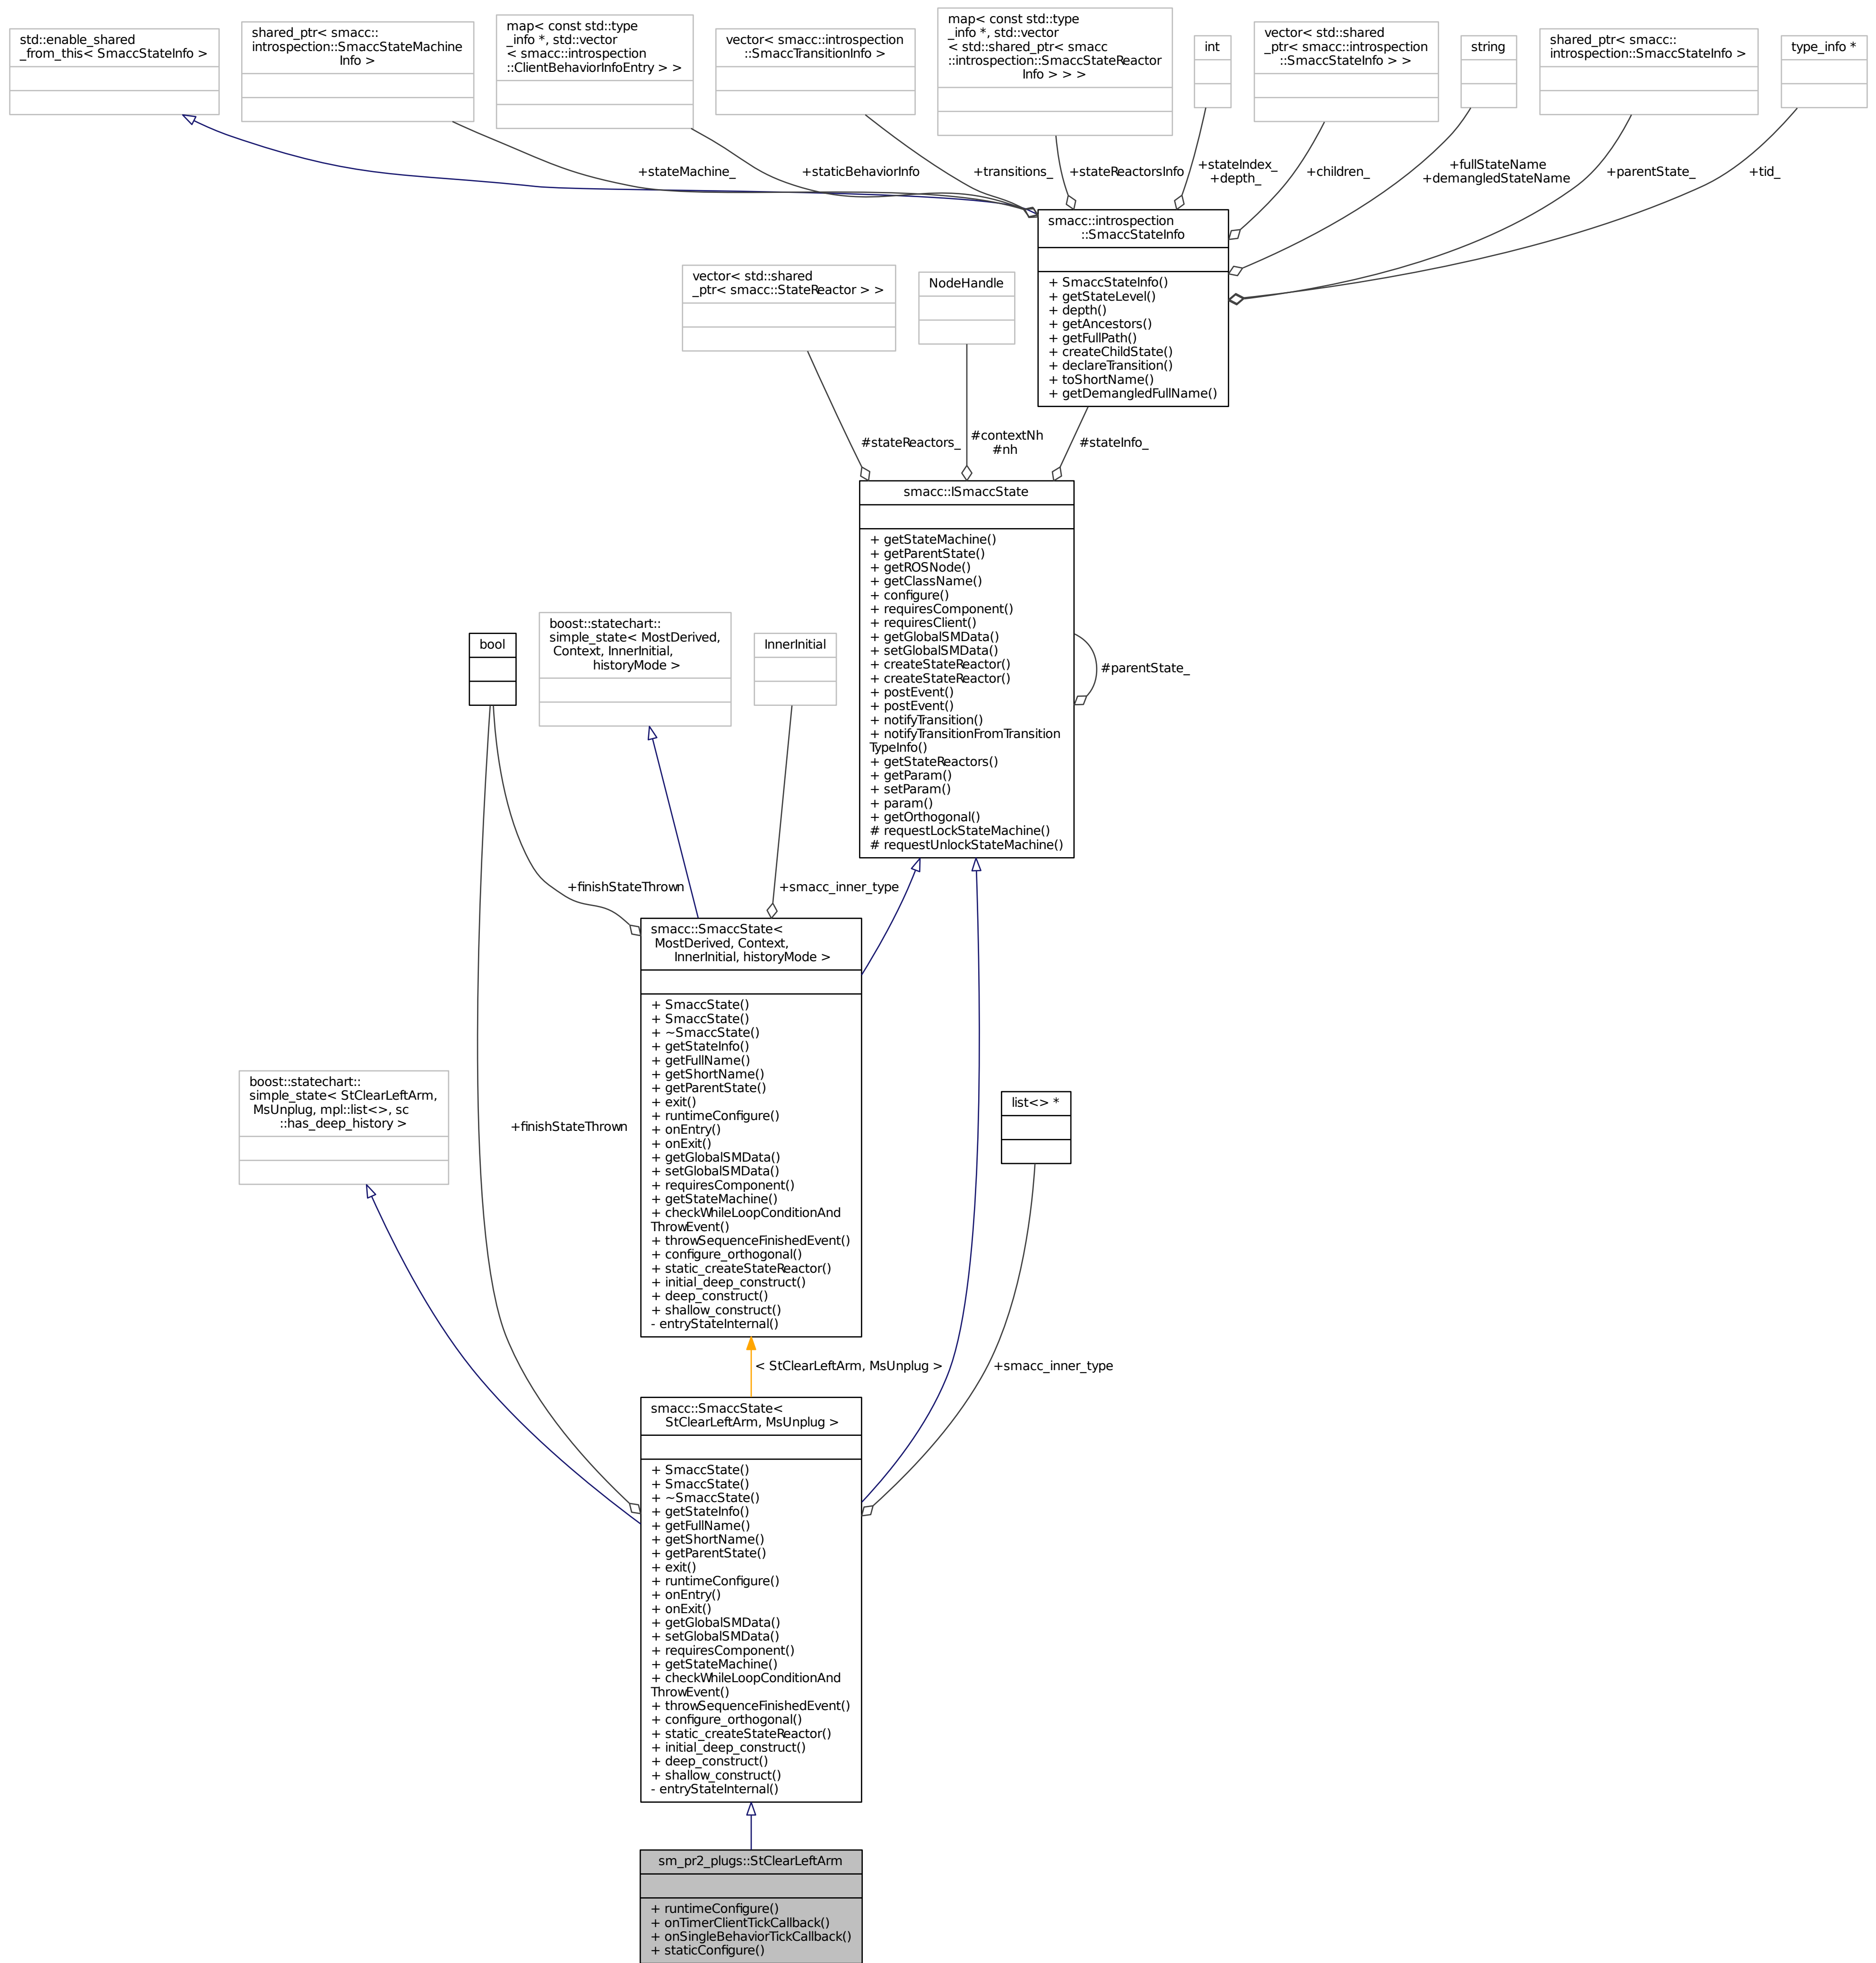 std::enable_shared
_from_this< SmaccStateInfo >
shared_ptr< smacc::
introspection::SmaccStateMachine
Info >
map< const std::type
_info *, std::vector
< smacc::introspection
::ClientBehaviorInfoEntry > >
vector< smacc::introspection
::SmaccTransitionInfo >
map< const std::type
_info *, std::vector
< std::shared_ptr< smacc
::introspection::SmaccStateReactor
Info > > >
int
vector< std::shared
_ptr< smacc::introspection
::SmaccStateInfo > >
string
shared_ptr< smacc::
introspection::SmaccStateInfo >
type_info *
+stateMachine_
+staticBehaviorInfo
+transitions_
+stateReactorsInfo
+stateIndex_
+depth_
+children_
+fullStateName
+demangledStateName
+parentState_
+tid_
smacc::introspection
::SmaccStateInfo
+ SmaccStateInfo()
+ getStateLevel()
+ depth()
+ getAncestors()
+ getFullPath()
+ createChildState()
+ declareTransition()
+ toShortName()
+ getDemangledFullName()
vector< std::shared
_ptr< smacc::StateReactor > >
NodeHandle
#stateReactors_
#contextNh
#nh
#stateInfo_
smacc::ISmaccState
+ getStateMachine()
+ getParentState()
+ getROSNode()
+ getClassName()
+ configure()
+ requiresComponent()
+ requiresClient()
+ getGlobalSMData()
+ setGlobalSMData()
+ createStateReactor()
+ createStateReactor()
+ postEvent()
+ postEvent()
+ notifyTransition()
+ notifyTransitionFromTransition
TypeInfo()
+ getStateReactors()
+ getParam()
+ setParam()
+ param()
+ getOrthogonal()
# requestLockStateMachine()
# requestUnlockStateMachine()
#parentState_
bool
boost::statechart::
simple_state< MostDerived,
Context, InnerInitial,
historyMode >
InnerInitial
+finishStateThrown
+smacc_inner_type
smacc::SmaccState<
MostDerived, Context,
InnerInitial, historyMode >
+ SmaccState()
+ SmaccState()
+ ~SmaccState()
+ getStateInfo()
+ getFullName()
+ getShortName()
+ getParentState()
+ exit()
+ runtimeConfigure()
+ onEntry()
+ onExit()
+ getGlobalSMData()
+ setGlobalSMData()
+ requiresComponent()
+ getStateMachine()
+ checkWhileLoopConditionAnd
ThrowEvent()
+ throwSequenceFinishedEvent()
+ configure_orthogonal()
+ static_createStateReactor()
+ initial_deep_construct()
+ deep_construct()
+ shallow_construct()
- entryStateInternal()
boost::statechart::
simple_state< StClearLeftArm,
MsUnplug, mpl::list<>, sc
::has_deep_history >
+finishStateThrown
list<> *
< StClearLeftArm, MsUnplug >
+smacc_inner_type
smacc::SmaccState<
StClearLeftArm, MsUnplug >
+ SmaccState()
+ SmaccState()
+ ~SmaccState()
+ getStateInfo()
+ getFullName()
+ getShortName()
+ getParentState()
+ exit()
+ runtimeConfigure()
+ onEntry()
+ onExit()
+ getGlobalSMData()
+ setGlobalSMData()
+ requiresComponent()
+ getStateMachine()
+ checkWhileLoopConditionAnd
ThrowEvent()
+ throwSequenceFinishedEvent()
+ configure_orthogonal()
+ static_createStateReactor()
+ initial_deep_construct()
+ deep_construct()
+ shallow_construct()
- entryStateInternal()
sm_pr2_plugs::StClearLeftArm
+ runtimeConfigure()
+ onTimerClientTickCallback()
+ onSingleBehaviorTickCallback()
+ staticConfigure()